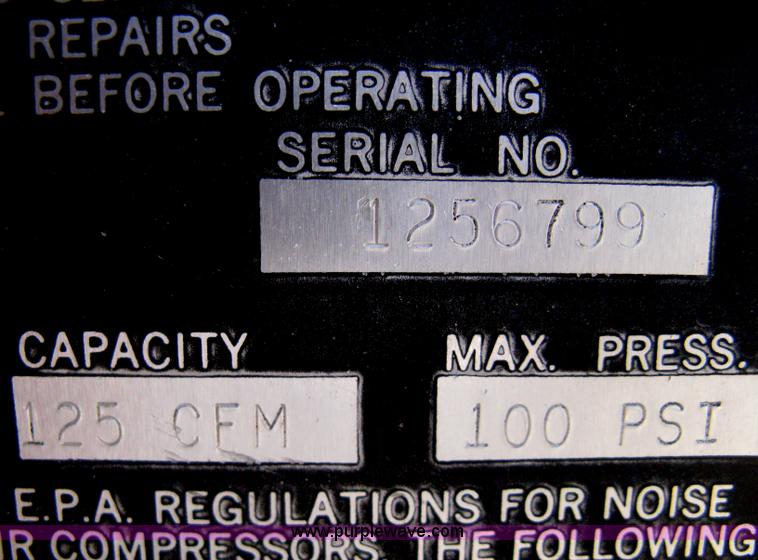 REPAIRS
BEFORE OPERATING
SERIAL NO.
1256799
CAPACITY MAX. PRESS.
125 CFM 100 PSI
E.P.A. REGULATIONS FOR NOISE
R COMPRESSORS. THE FOLLOWING
www.purplewave.com